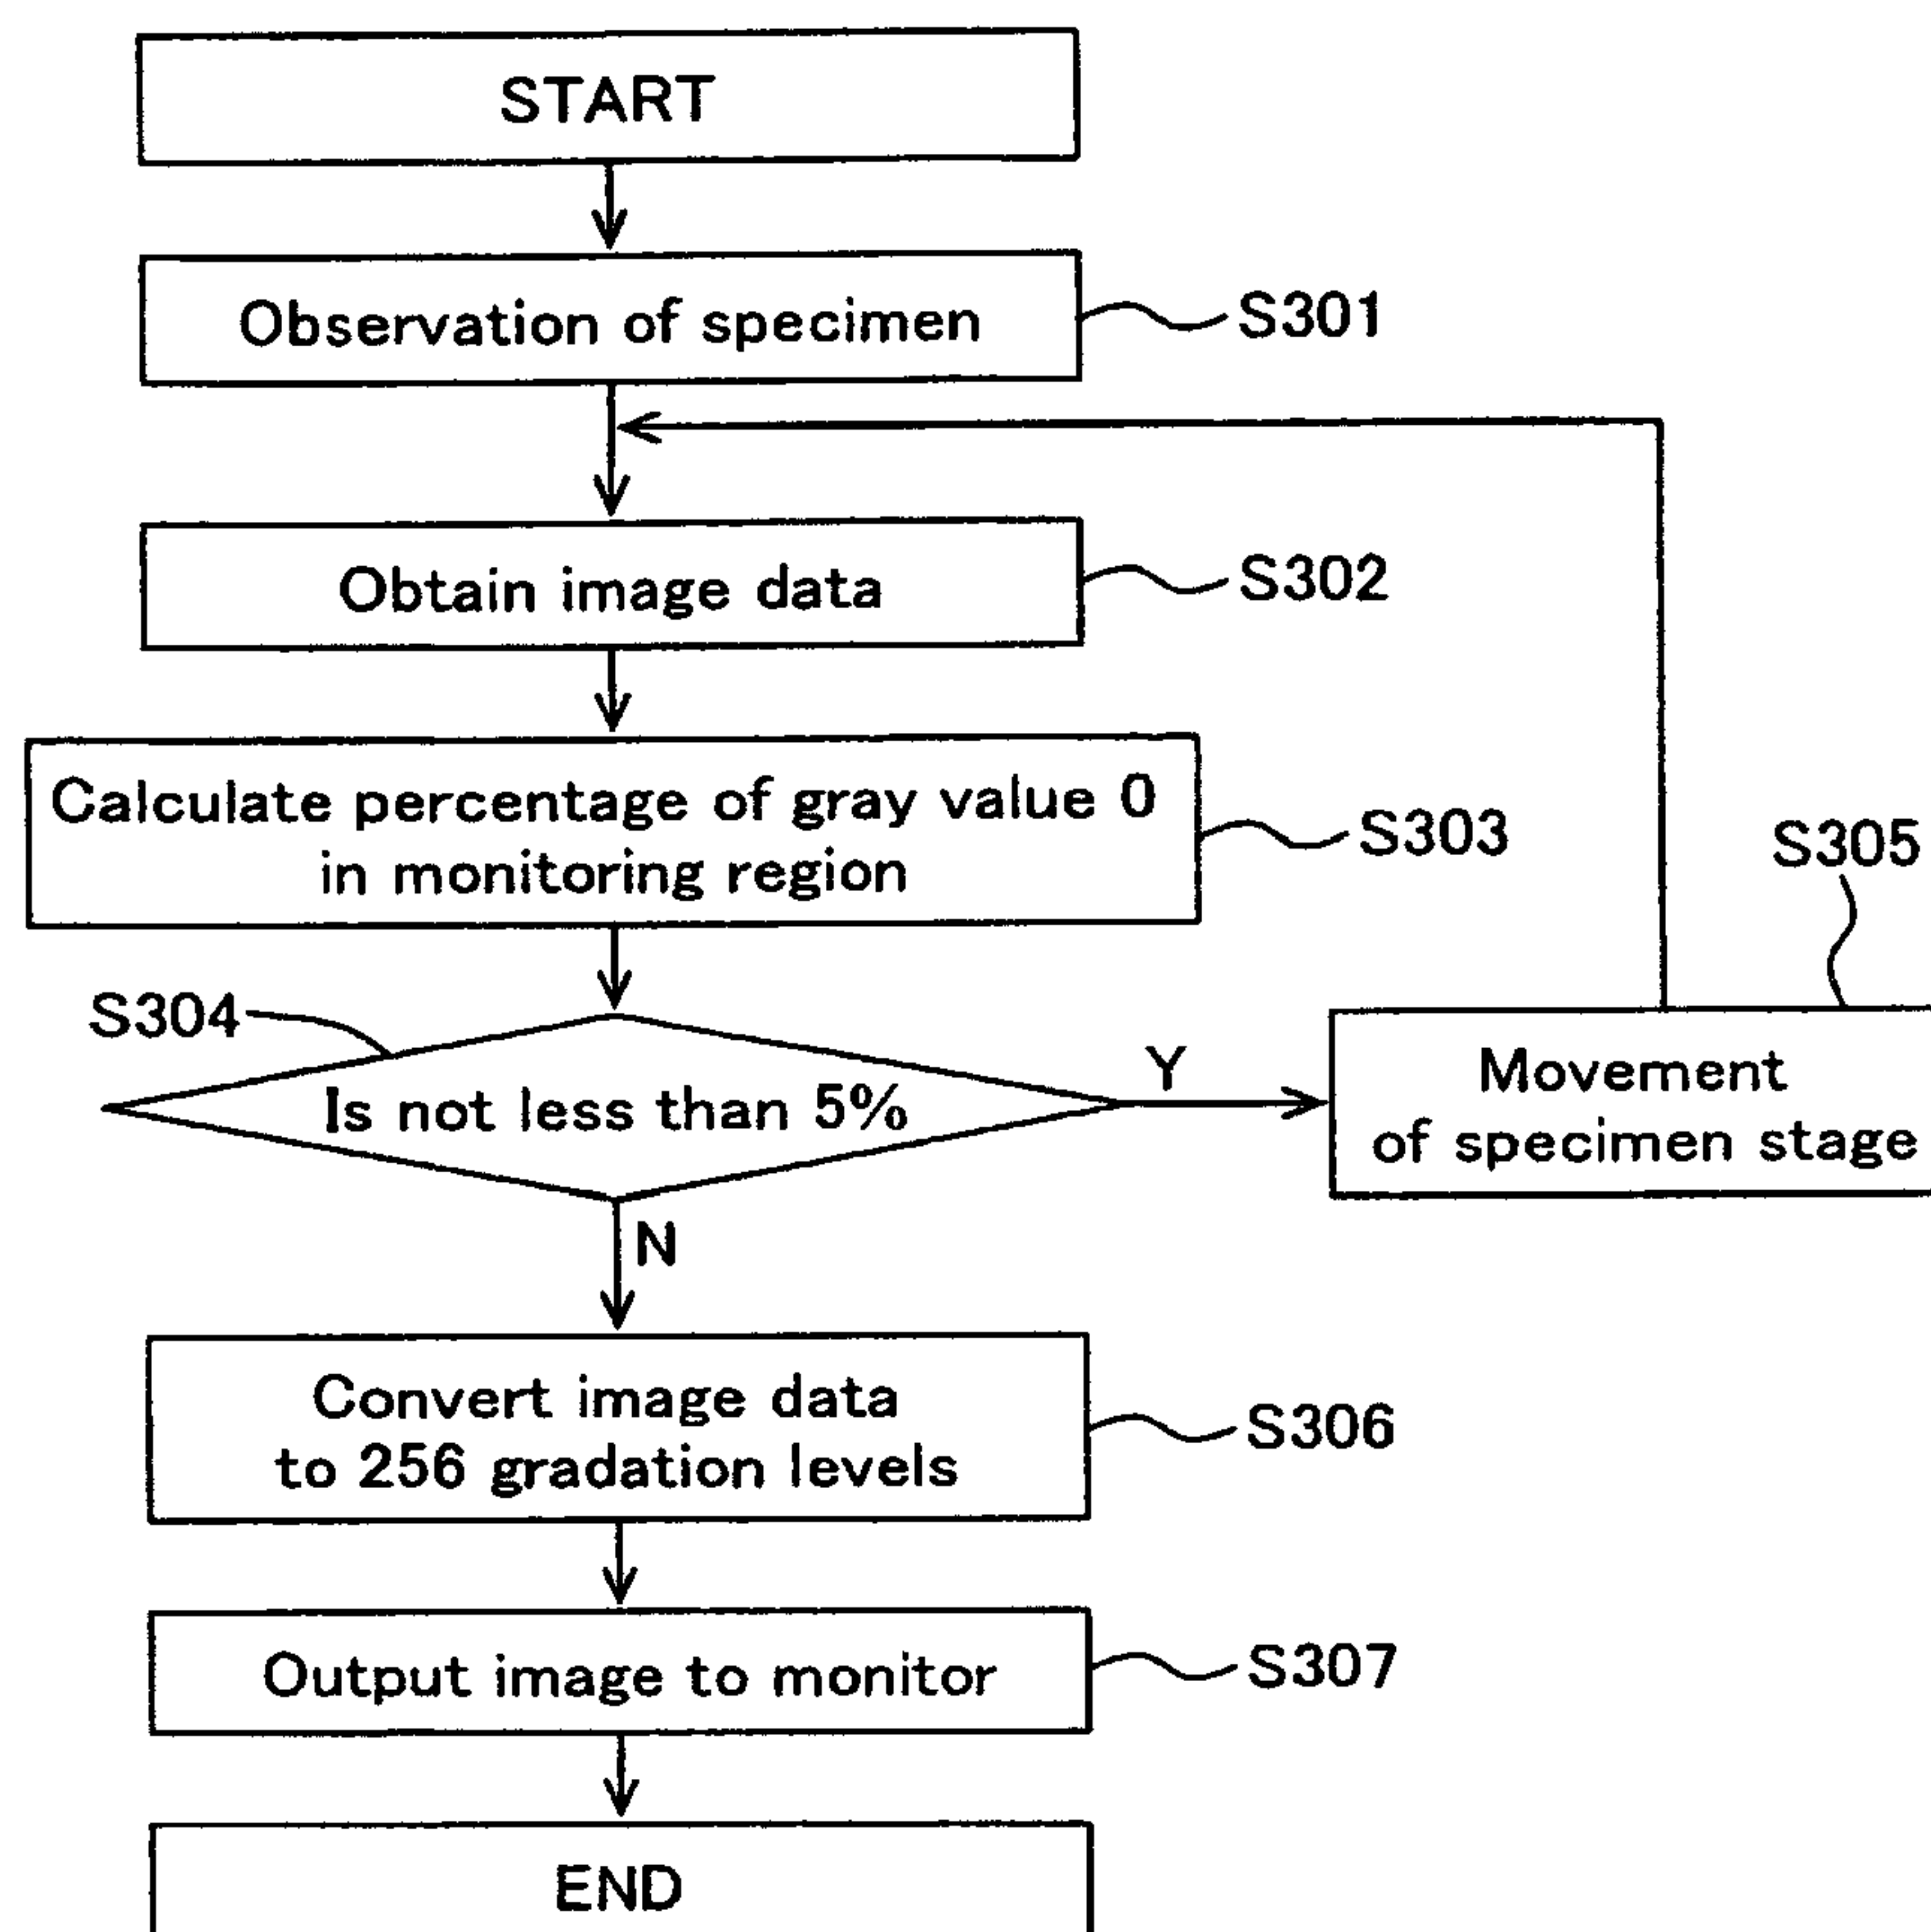 START
Observation of specimen
S301
Obtain image data
S302
Calculate percentage of gray value 0
in monitoring region
S303
S304
Is not less than 5%
Y
N
S305
Movement
of specimen stage
Convert image data
to 256 gradation levels
S306
Output image to monitor
S307
END